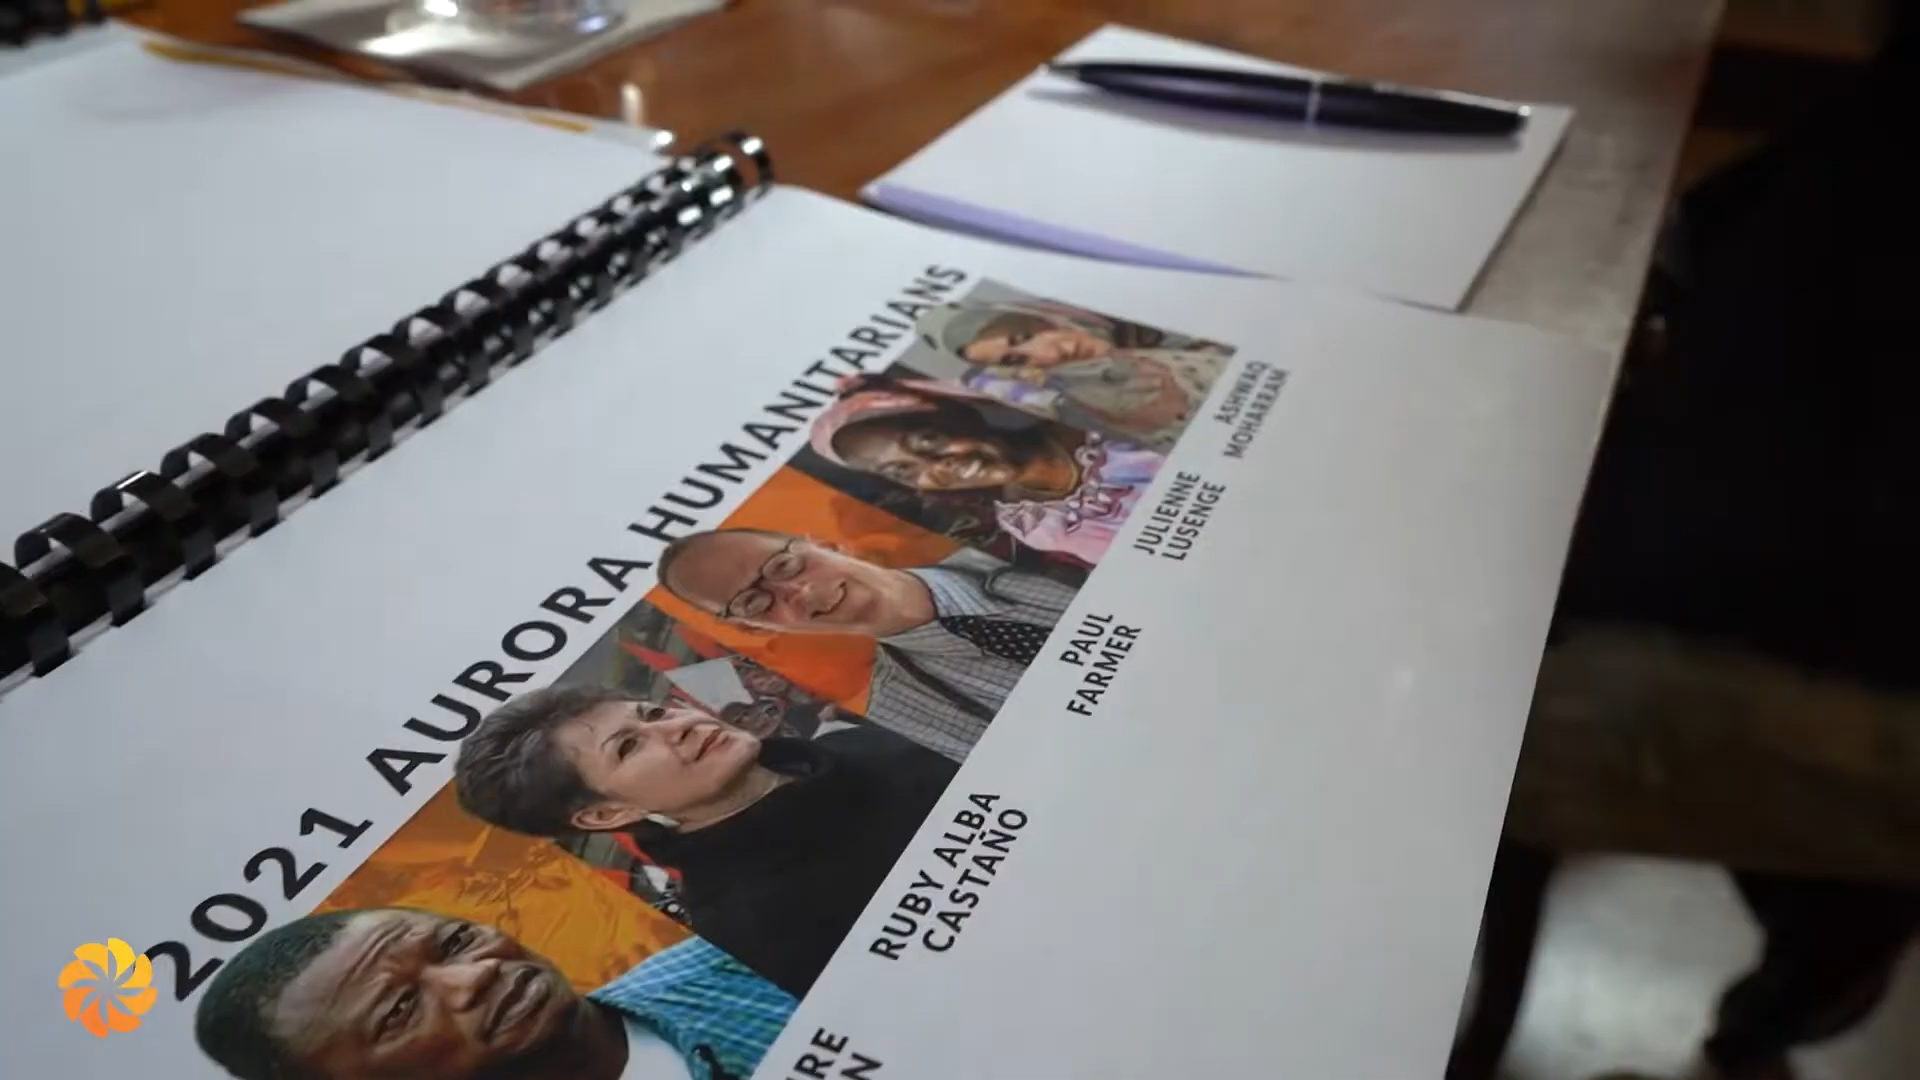 2021 AURORA HUMANITARIANS
ASHWAQ
MOHARRAM
JULIENNE
LUSENGE
PAUL
FARMER
RUBY ALBA
CASTAÑO